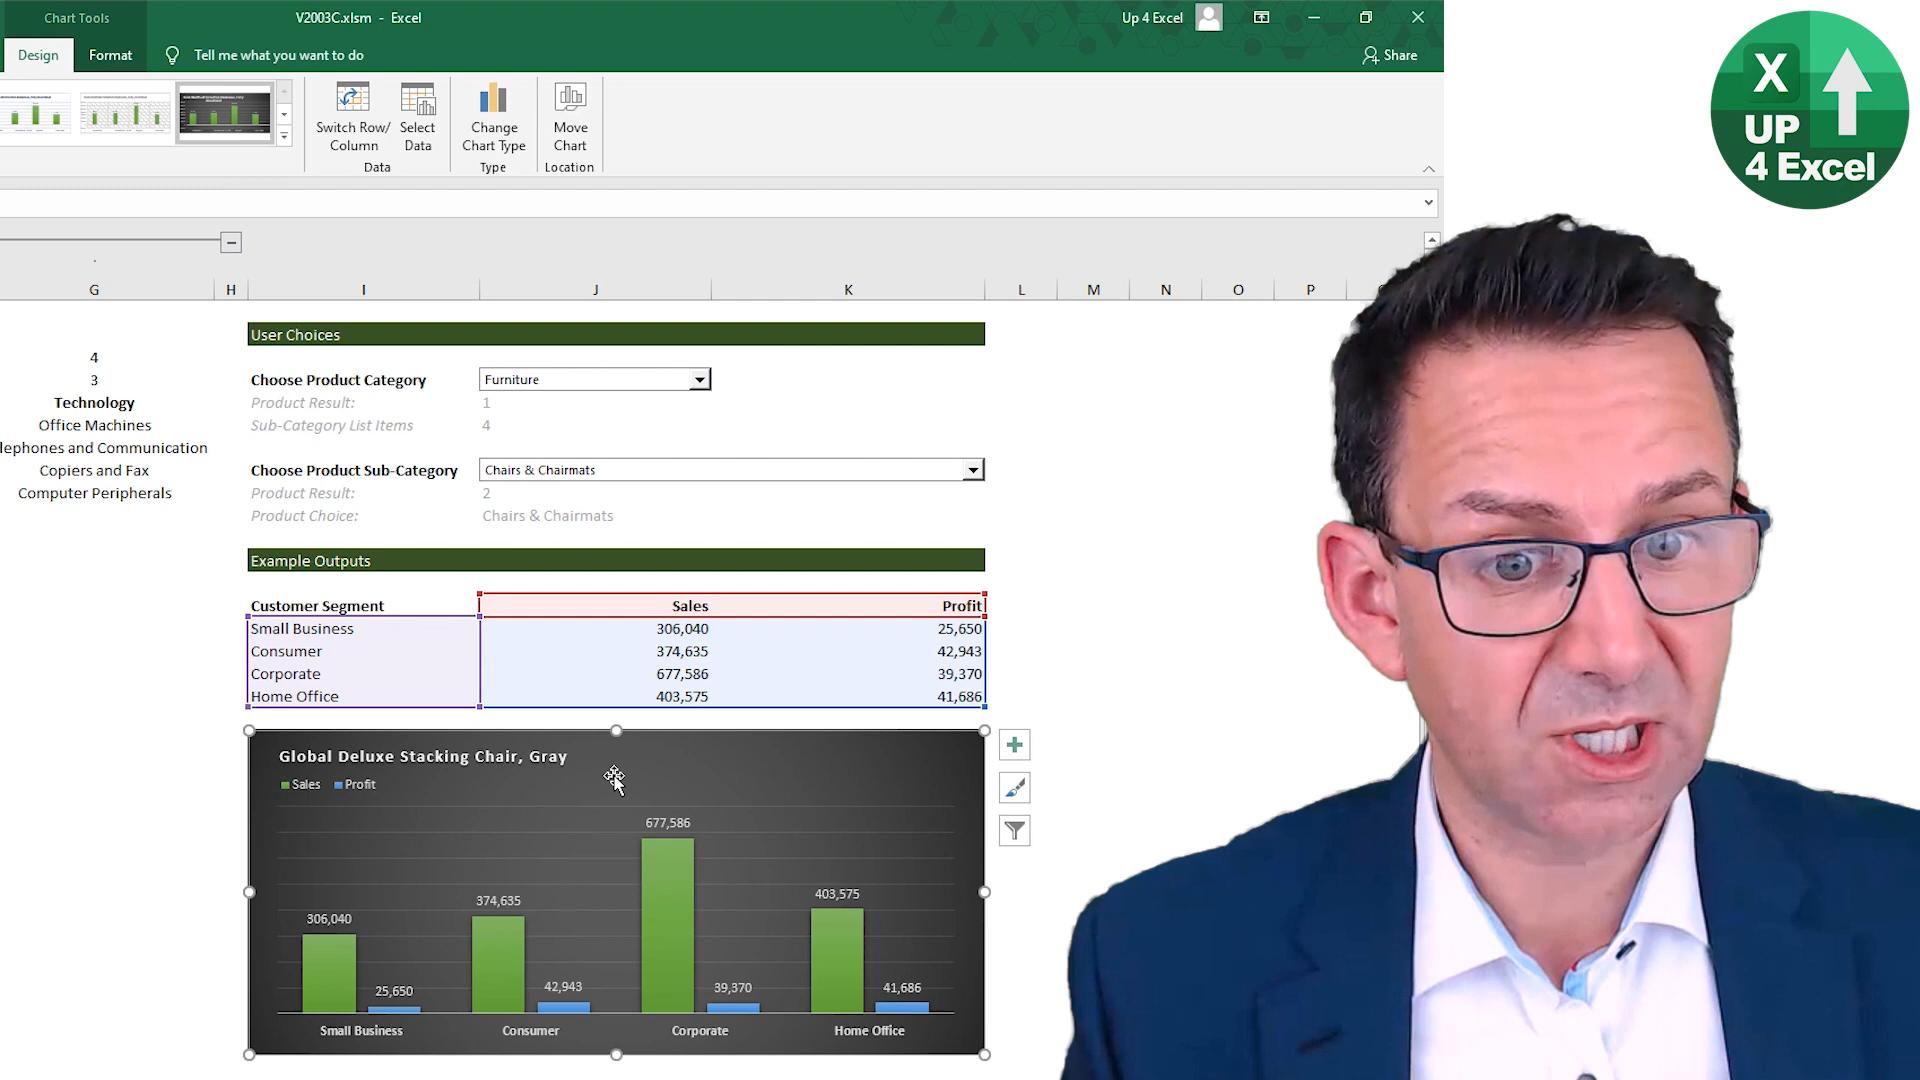 Chart Tools
V2003C.xlsm - Excel
Up 4 Excel
Design
Format
Tell me what you want to do
Share
Switch Row/
Column
Select
Data
Change
Chart Type
Move
Chart
Data
Type
Location
X
UP
4 Excel
G H I J K L M N O P
4
3
Technology
Office Machines
lephones and Communication
Copiers and Fax
Computer Peripherals
User Choices
Choose Product Category Furniture
Product Result: 1
Sub-Category List Items 4
Choose Product Sub-Category Chairs & Chairmats
Product Result: 2
Product Choice: Chairs & Chairmats
Example Outputs
Customer Segment Sales Profit
Small Business 306,040 25,650
Consumer 374,635 42,943
Corporate 677,586 39,370
Home Office 403,575 41,686
Global Deluxe Stacking Chair, Gray
Sales Profit
677,586
403,575
374,635
306,040
25,650
42,943
39,370
41,686
Small Business Consumer Corporate Home Office